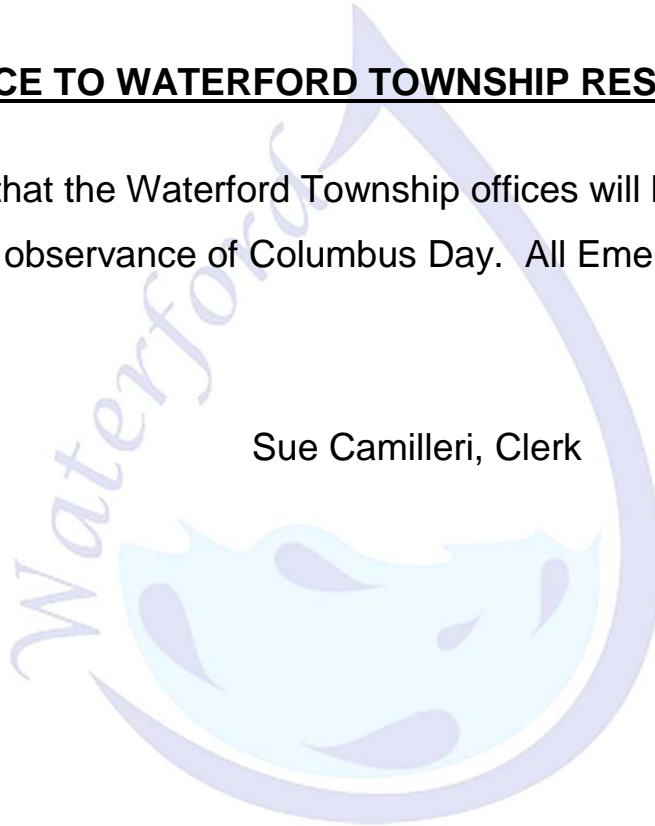 CE TO WATERFORD TOWNSHIP RES
that the Waterford Township offices will
observance of Columbus Day. All Eme
Sue Camilleri, Clerk
Waterford